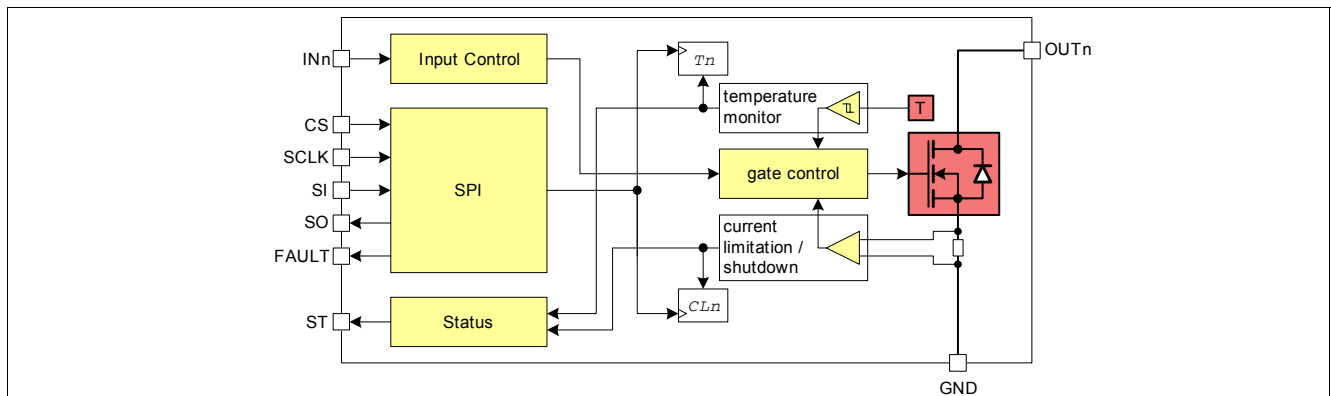 INn
Input Control
Tn
OUTn
temperature
monitor
T
CS
SCLK
SI
SO
FAULT
SPI
gate control
current
limitation /
shutdown
CLn
ST
Status
GND